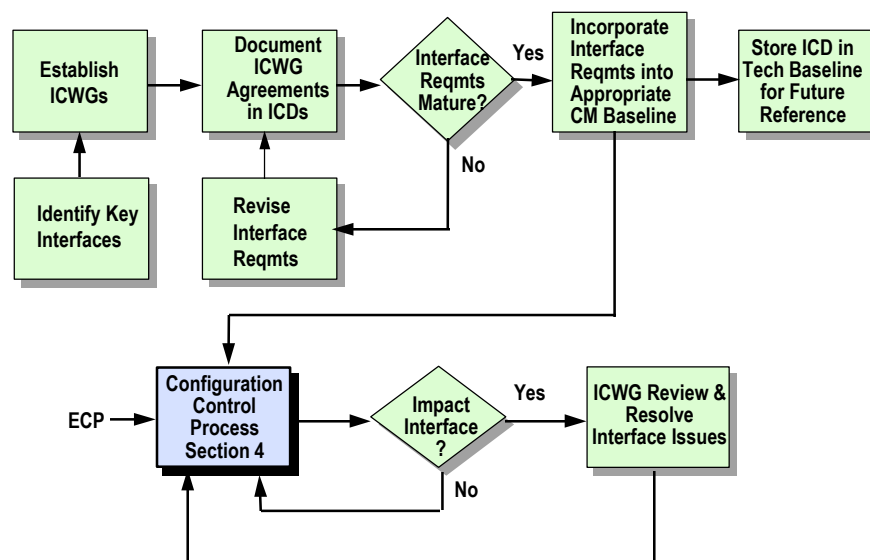 Establish
ICWGs
Document
ICWG
Agreements
in ICDs
Interface
Reqmts
Mature?
Yes
Incorporate
Interface
Reqmts into
Appropriate
CM Baseline
Store ICD in
Tech Baseline
for Future
Reference
No
Identify Key
Interfaces
Revise
Interface
Reqmts
ECP
Configuration
Control
Process
Section 4
Impact
Interface
?
Yes
No
ICWG Review &
Resolve
Interface Issues